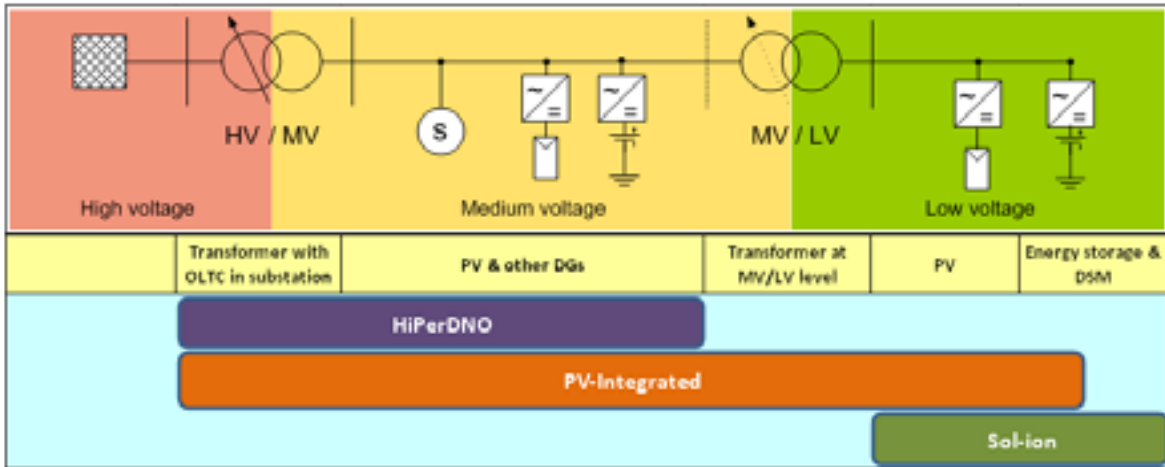 HV / MV
S
MV / LV
High voltage
Medium voltage
Low voltage
Transformer with
OLTC in substation
PV & other DGs
Transformer at
MV/LV level
PV
Energy storage &
DSM
HiPerDNO
PV-Integrated
Sol-ion